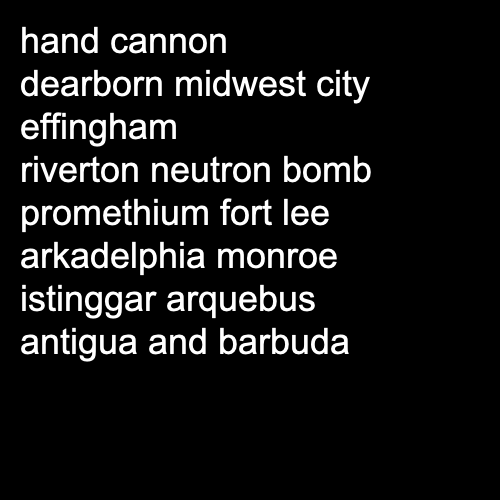 hand cannon
dearborn midwest city
effingham
riverton neutron bomb
promethium fort lee
arkadelphia monroe
istinggar arquebus
antigua and barbuda